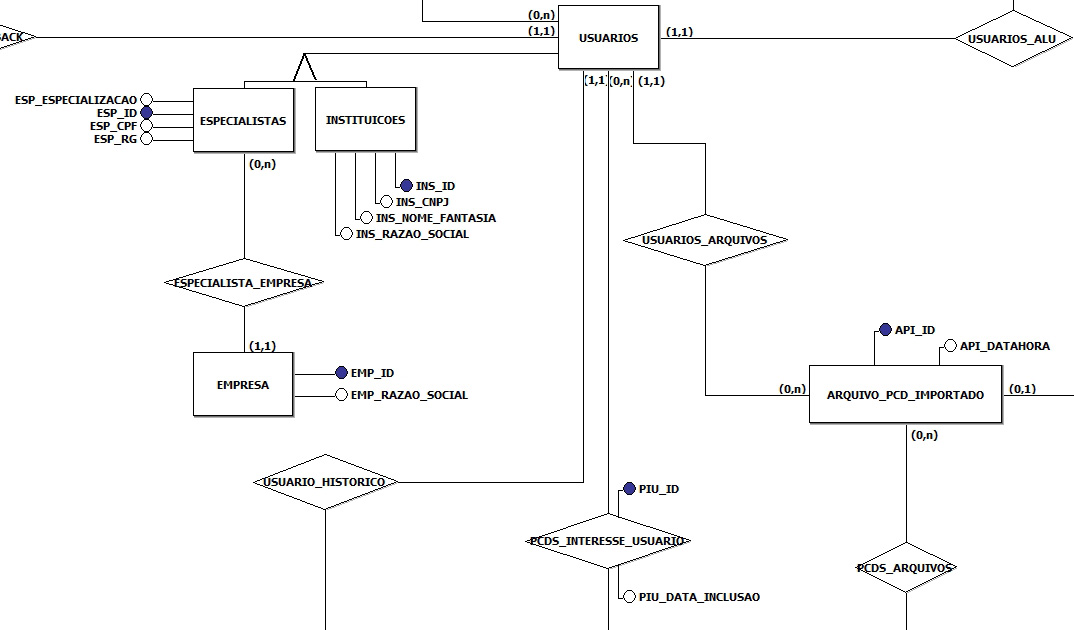 (0,n)
BACK
(1,1)
USUARIOS
(1,1)
USUARIOS_ALU
(1,1)
(0,n)
(1,1)
ESP_ESPECIALIZACAO
ESP_ID
ESP_CPF
ESP_RG
ESPECIALISTAS
INSTITUICOES
(0,n)
INS_ID
INS_CNPJ
INS_NOME_FANTASIA
INS_RAZAO_SOCIAL
USUARIOS_ARQUIVOS
ESPECIALISTA_EMPRESA
(1,1)
API_ID
API_DATAHORA
EMPRESA
EMP_ID
EMP_RAZAO_SOCIAL
(0,n)
ARQUIVO_PCD_IMPORTADO
(0,1)
(0,n)
USUARIO_HISTORICO
PIU_ID
PCDS_INTERESSE_USUARIO
PCDS_ARQUIVOS
PIU_DATA_INCLUSAO